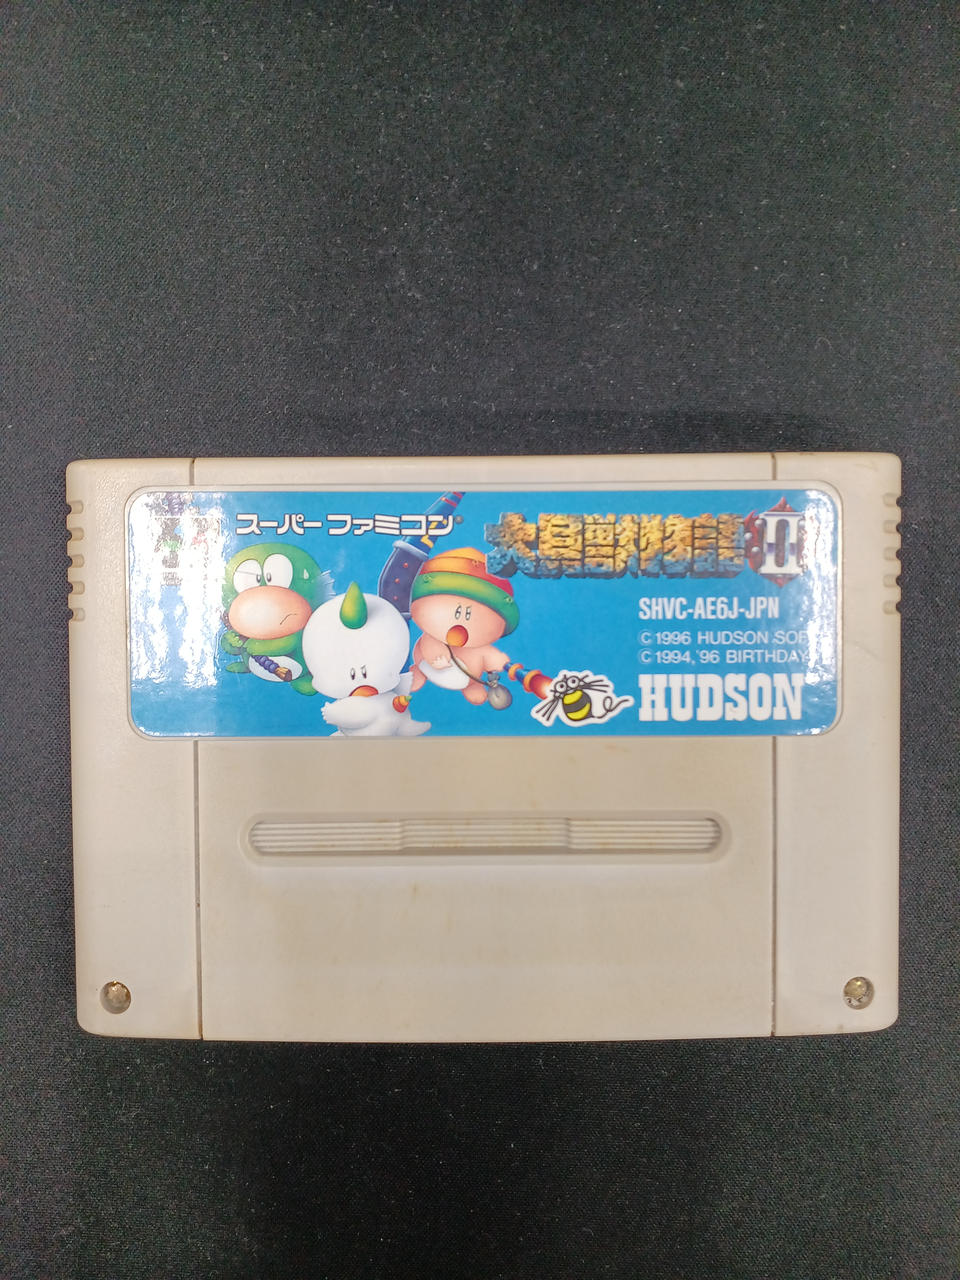 スーパーファミコン®
大貝獣物語II
SHVC-AE6J-JPN
© 1996 HUDSON SOF
© 1994,'96 BIRTHDAY
HUDSON